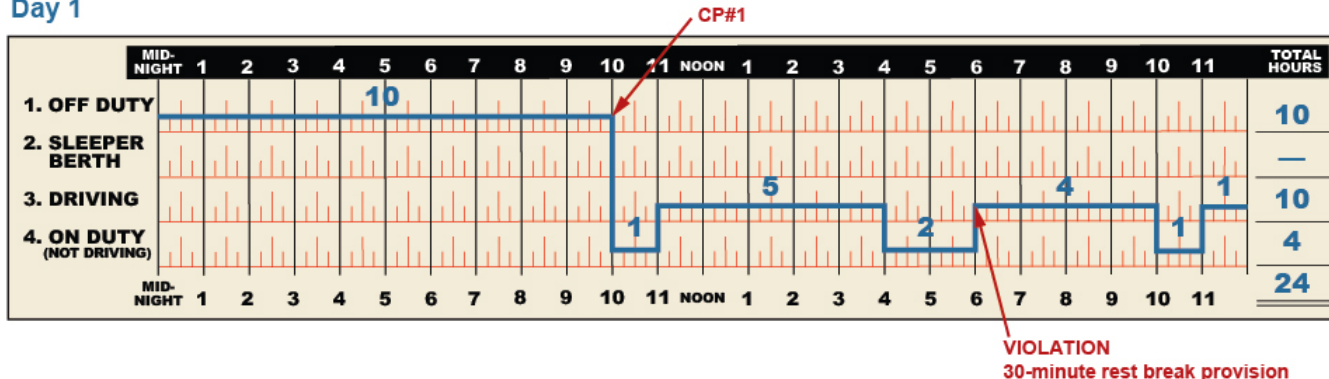 Day 1
CP#1
MID-NIGHT 1 2 3 4 5 6 7 8 9 10 11 NOON 1 2 3 4 5 6 7 8 9 10 11 TOTAL HOURS
1. OFF DUTY 10 10
2. SLEEPER BERTH —
3. DRIVING 5 4 1 10
4. ON DUTY (NOT DRIVING) 1 2 1 4
MID-NIGHT 1 2 3 4 5 6 7 8 9 10 11 NOON 1 2 3 4 5 6 7 8 9 10 11 24
VIOLATION
30-minute rest break provision